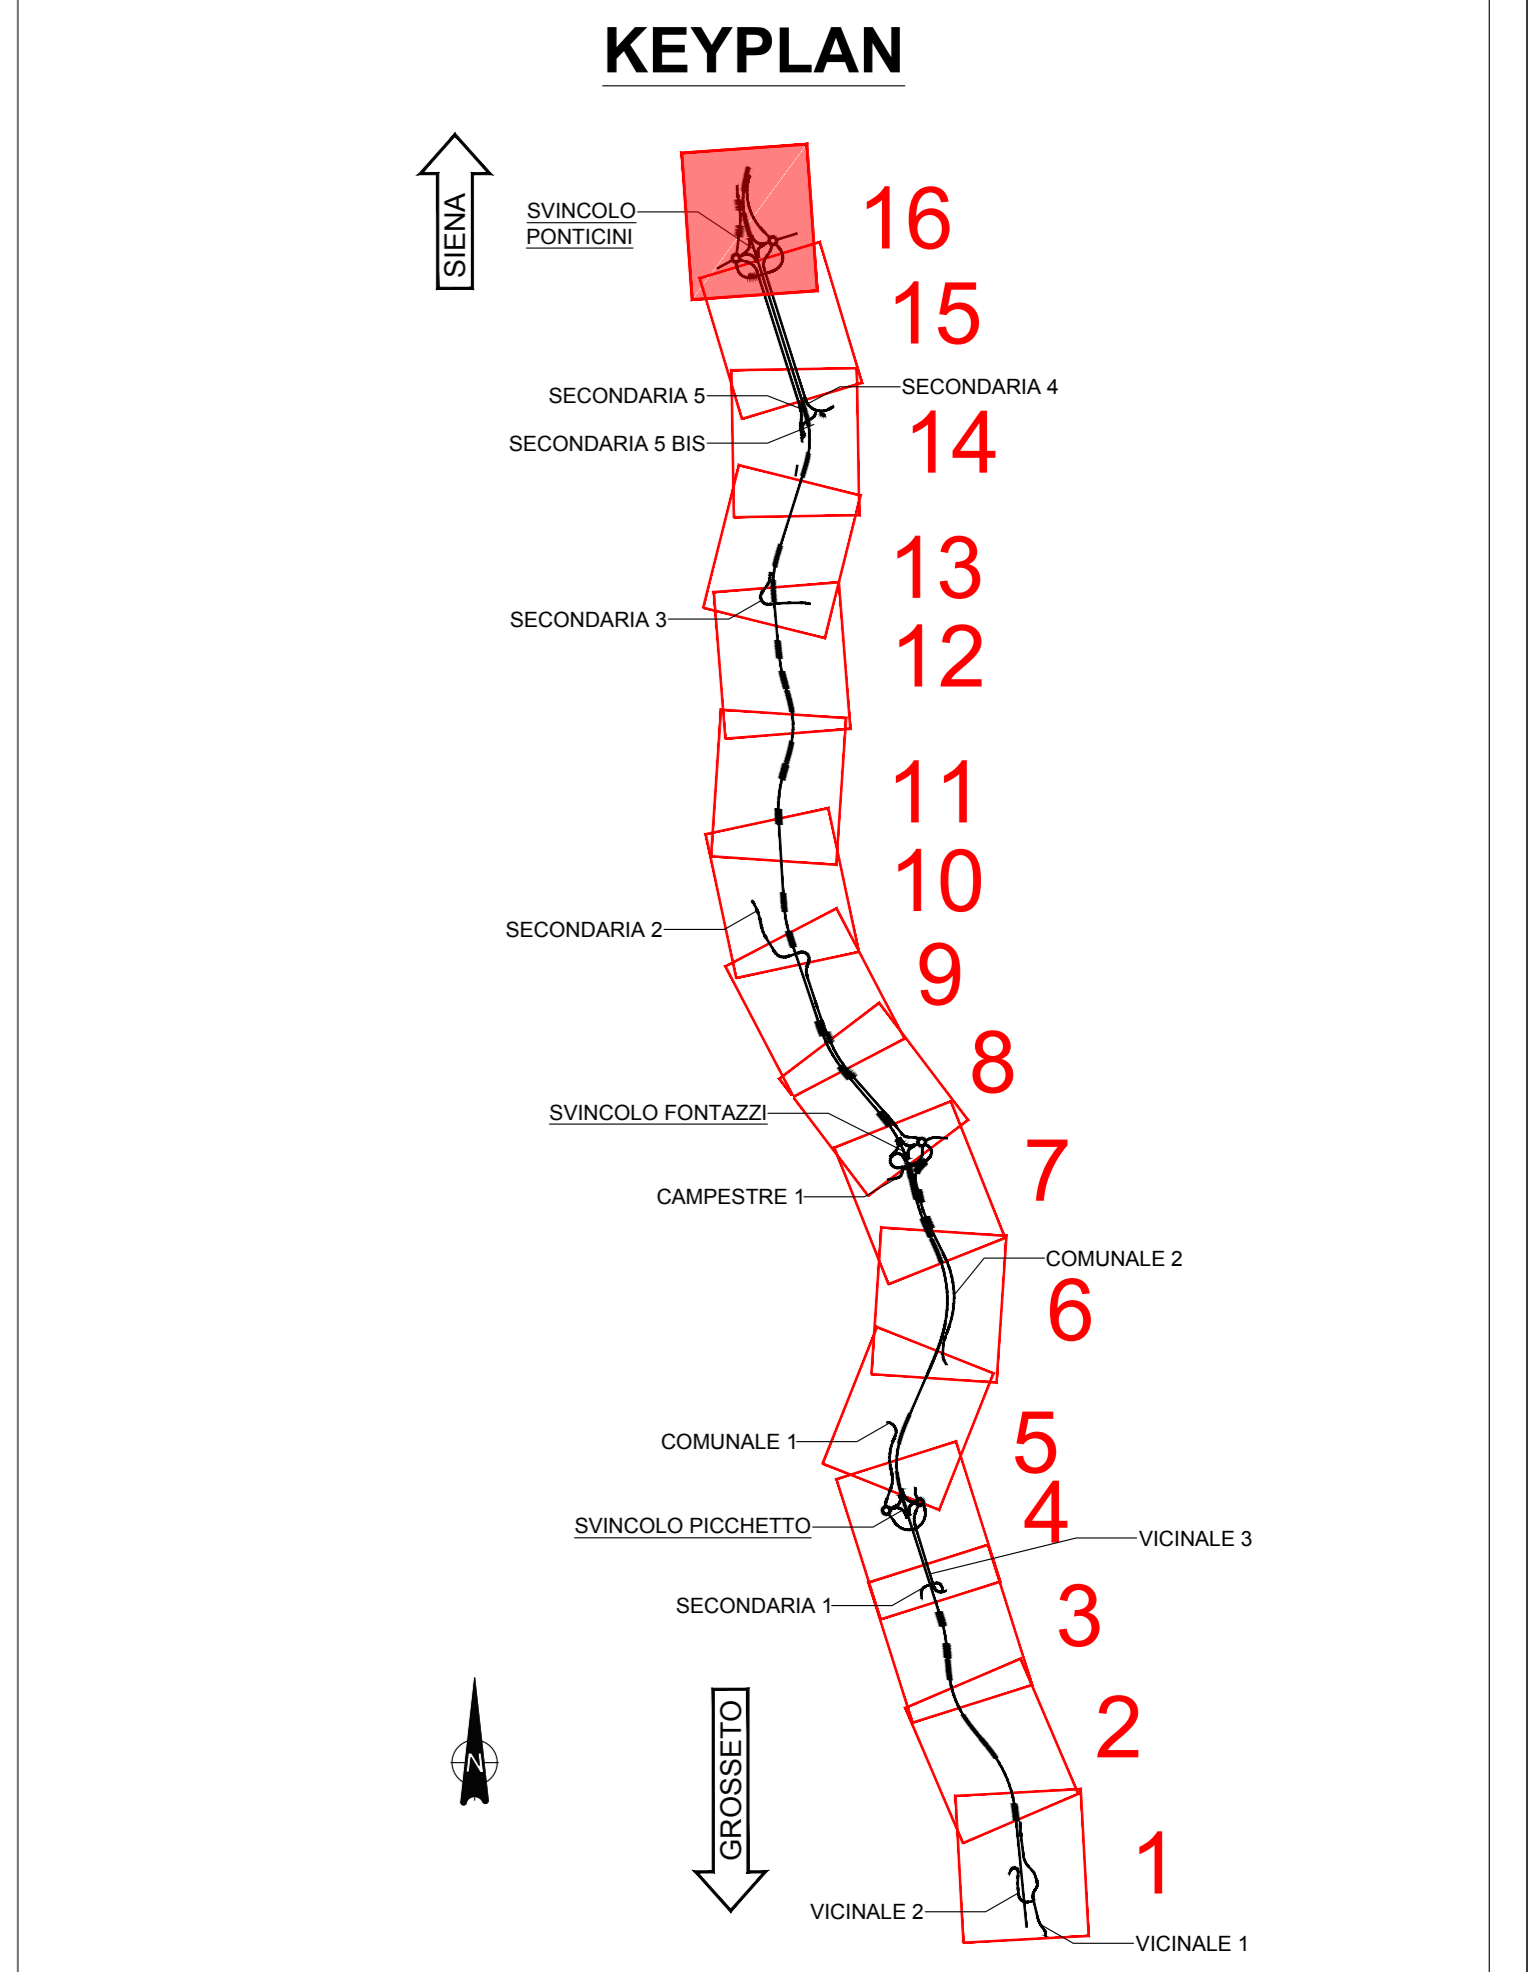 KEYPLAN
SIENA
SVINCOLO
PONTICINI
16
15
SECONDARIA 5
SECONDARIA 4
SECONDARIA 5 BIS
14
13
SECONDARIA 3
12
11
10
SECONDARIA 2
9
8
SVINCOLO FONTAZZI
7
CAMPESTRE 1
COMUNALE 2
6
COMUNALE 1
5
4
SVINCOLO PICCHETTO
VICINALE 3
SECONDARIA 1
3
2
N
GROSSETO
1
VICINALE 2
VICINALE 1